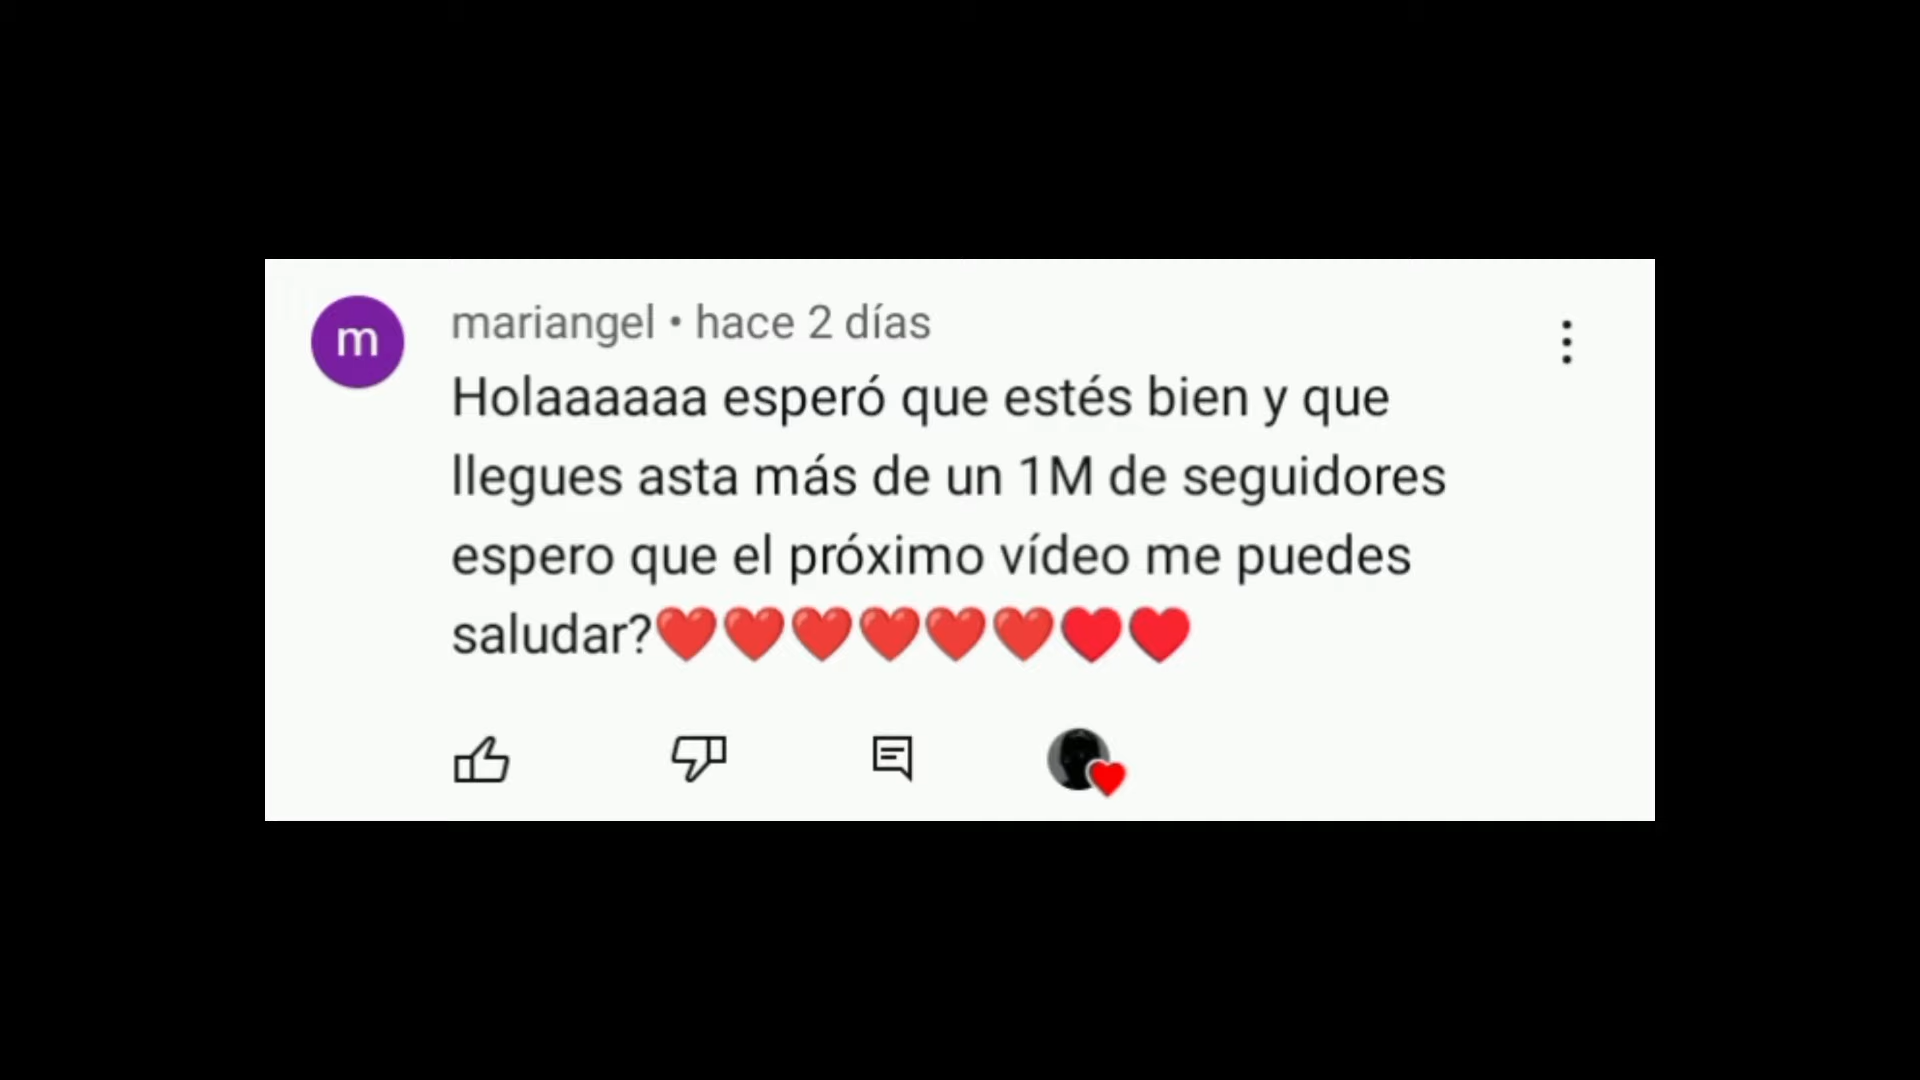 m
mariangel • hace 2 días
Holaaaaaa esperó que estés bien y que
llegues asta más de un 1M de seguidores
espero que el próximo vídeo me puedes
saludar?❤️❤️❤️❤️❤️❤️♥️♥️